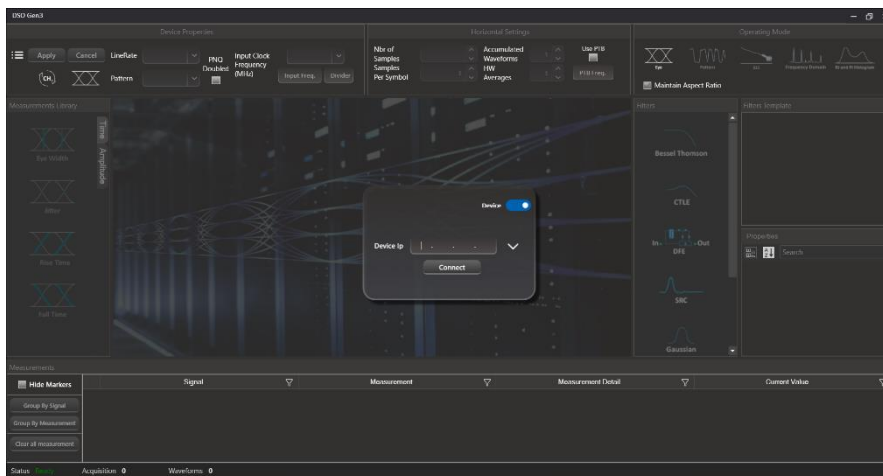 DSO Gen3
Device Properties
Horizontal Settings
Operating Mode
Apply
Cancel
LineRate
PNQ Doubled
Input Clock Frequency (MHz)
Input Freq.
Divider
Pattern
CH1
Nbr of Samples
Samples Per Symbol
1
Accumulated Waveforms
1
HW Averages
1
Use PTB
PTB Freq.
Eye
Pattern
Maintain Aspect Ratio
Measurements Library
Time
Amplitude
Eye Width
Jitter
Rise Time
Fall Time
Device
Device Ip
. . .
Connect
Filters
Bessel Thomson
CTLE
In
Out
DFE
SRC
Gaussian
Filters Template
Properties
Search
Measurements
Hide Markers
Signal
Measurement
Measurement Detail
Current Value
Group By Signal
Group By Measurement
Clear all measurement
Status Ready
Acquisition 0
Waveforms 0